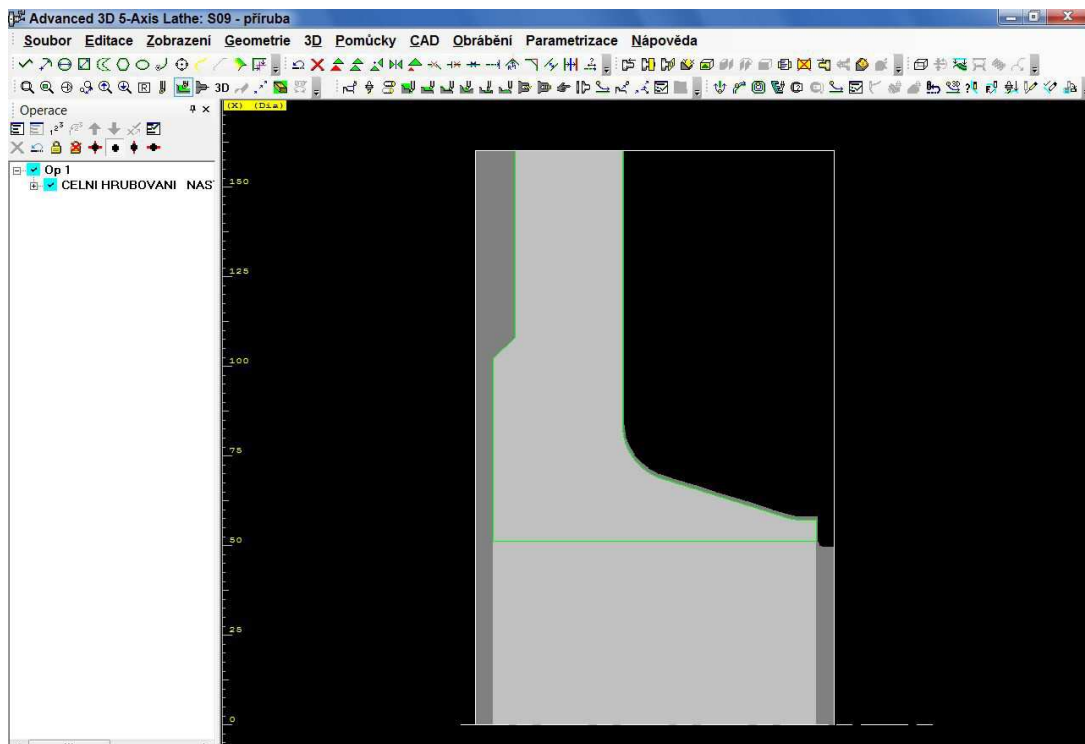 Advanced 3D 5-Axis Lathe: S09 - příruba
Soubor Editace Zobrazení Geometrie 3D Pomůcky CAD Obrábění Parametrizace Nápověda
3D
Operace
(X) (Dia)
Op 1
CELNI HRUBOVANI NAS
150
125
100
75
50
25
0